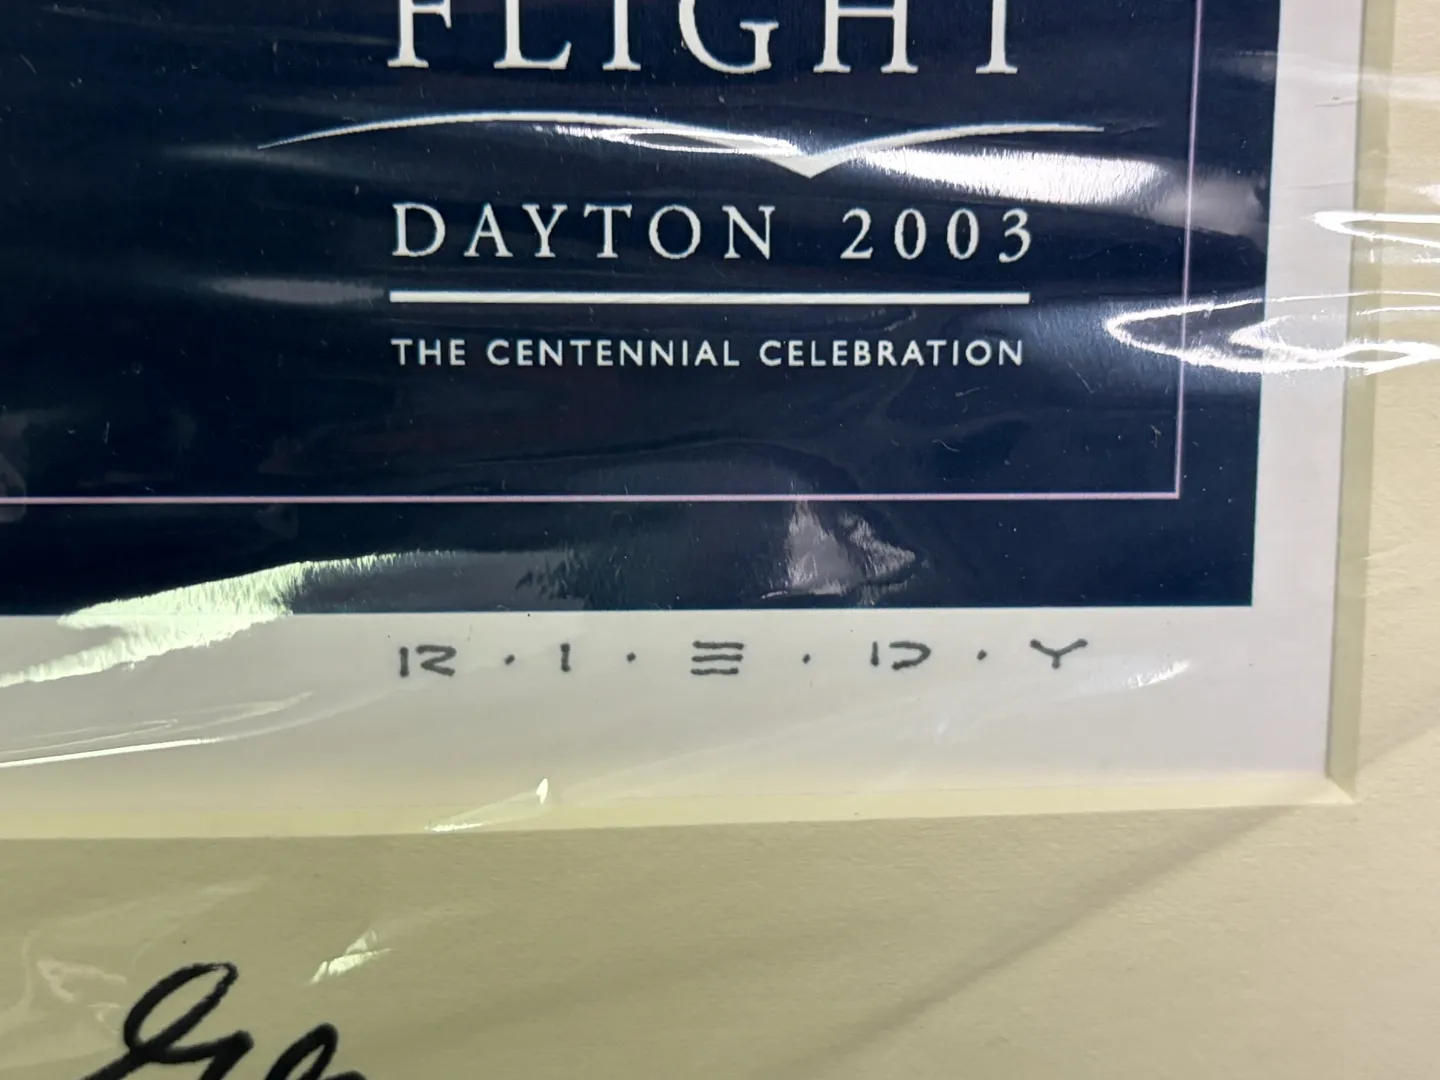 FLIGHT
DAYTON 2003
THE CENTENNIAL CELEBRATION
R·I·E·D·Y